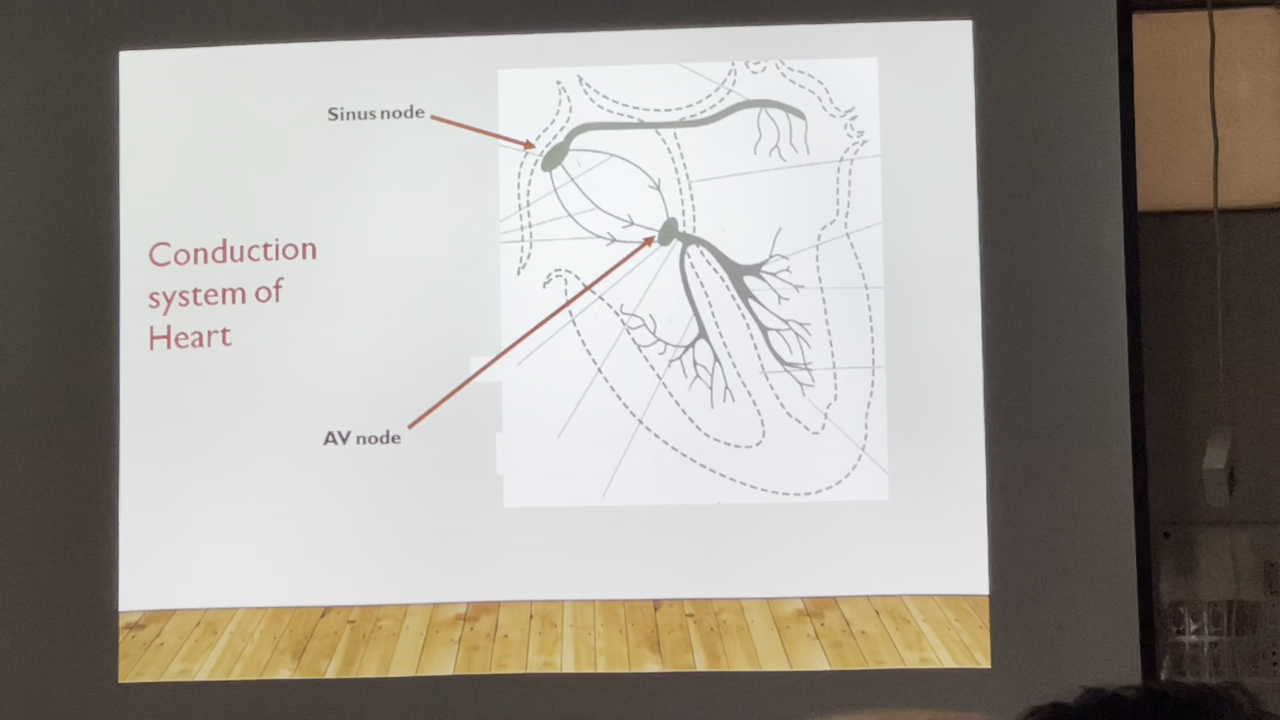 Sinus node
Conduction
system of
Heart
AV node